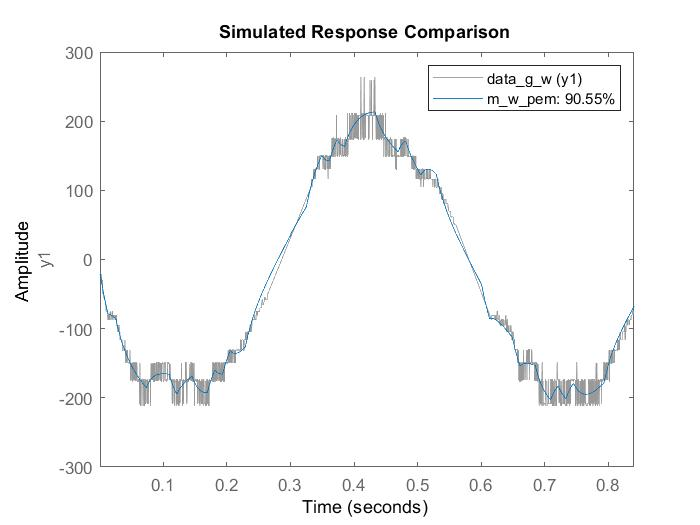 Simulated Response Comparison
300
200
100
0
-100
-200
-300
Amplitude
y1
data_g_w (y1)
m_w_pem: 90.55%
0.1
0.2
0.3
0.4
0.5
0.6
0.7
0.8
Time (seconds)